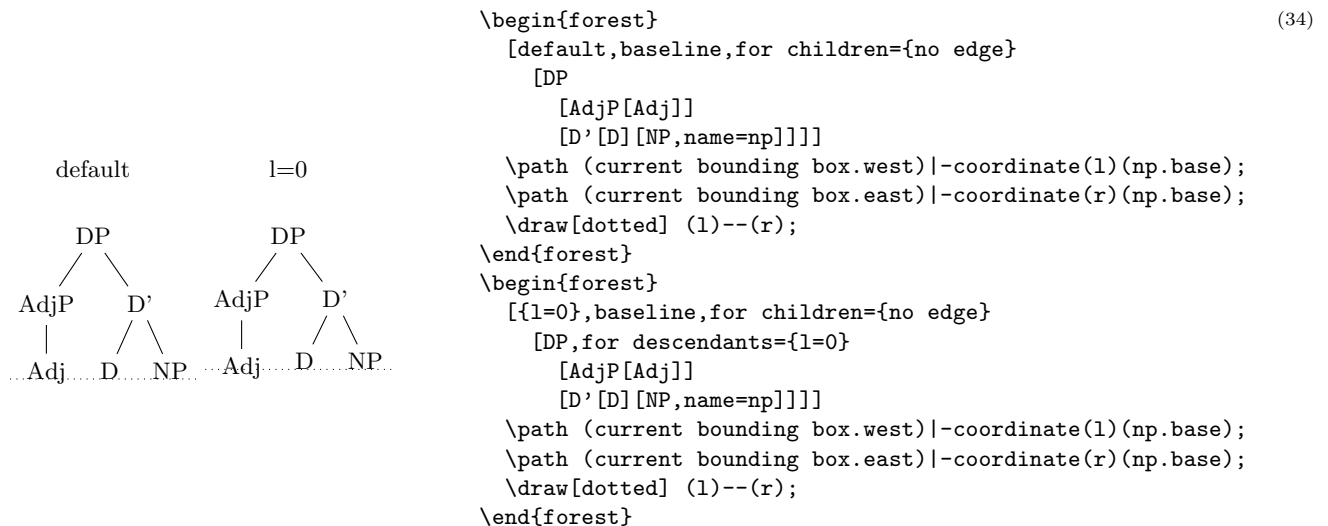 default l=0
DP DP
AdjP D' AdjP D'
Adj D NP Adj D NP
\begin{forest} (34)
[default,baseline,for children={no edge}
[DP
[AdjP[Adj]]
[D'[D][NP,name=np]]]]
\path (current bounding box.west)|-coordinate(l)(np.base);
\path (current bounding box.east)|-coordinate(r)(np.base);
\draw[dotted] (l)--(r);
\end{forest}
\begin{forest}
[{l=0},baseline,for children={no edge}
[DP,for descendants={l=0}
[AdjP[Adj]]
[D'[D][NP,name=np]]]]
\path (current bounding box.west)|-coordinate(l)(np.base);
\path (current bounding box.east)|-coordinate(r)(np.base);
\draw[dotted] (l)--(r);
\end{forest}